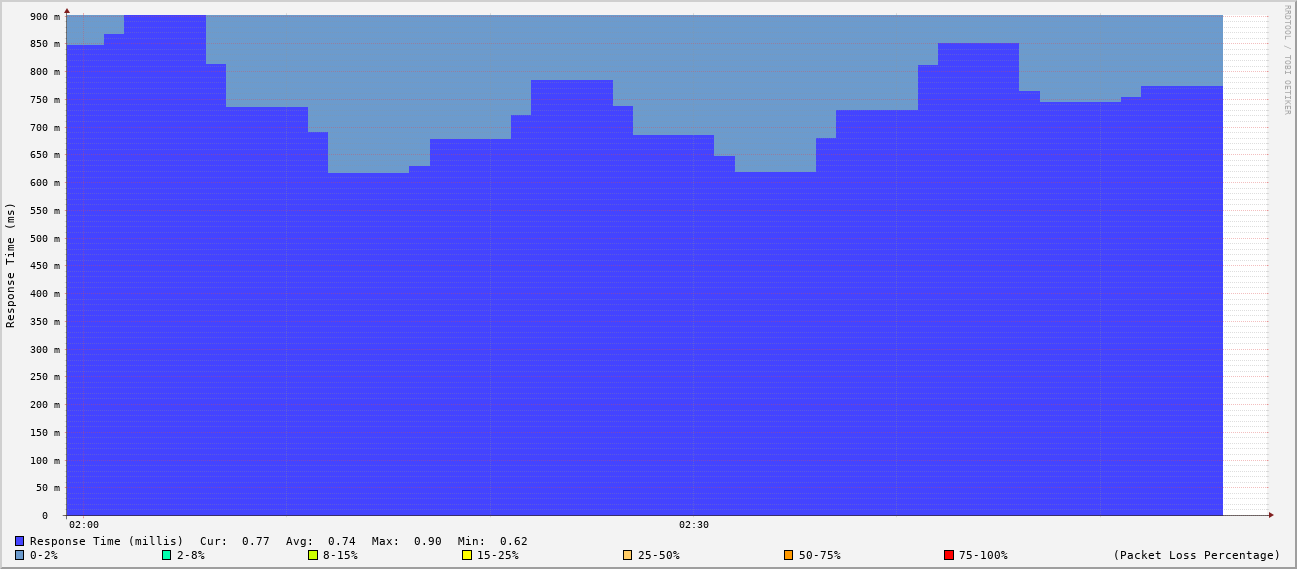 RRDTOOL / TOBI OETIKER
Response Time (ms)
900 m
850 m
800 m
750 m
700 m
650 m
600 m
550 m
500 m
450 m
400 m
350 m
300 m
250 m
200 m
150 m
100 m
50 m
0
02:00 02:30
Response Time (millis) Cur: 0.77 Avg: 0.74 Max: 0.90 Min: 0.62
0-2% 2-8% 8-15% 15-25% 25-50% 50-75% 75-100% (Packet Loss Percentage)